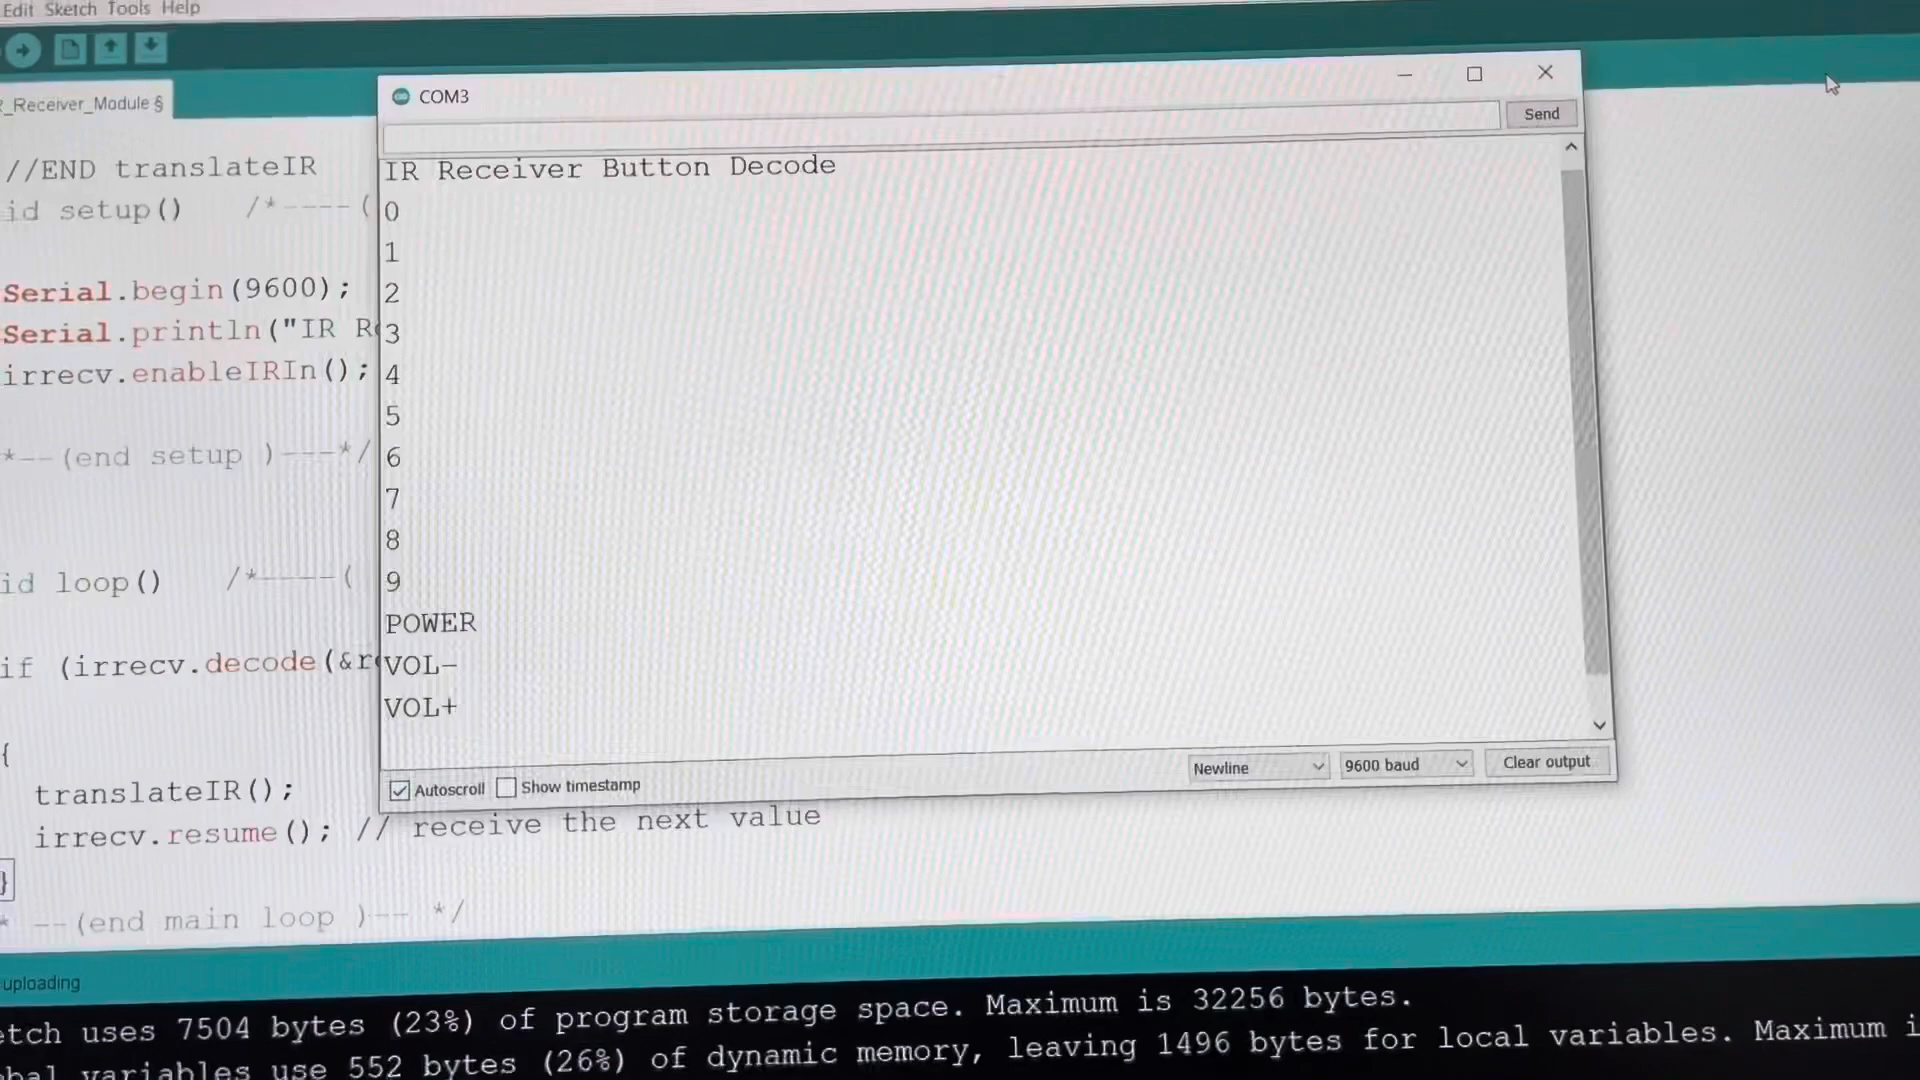 Edit Sketch Tools Help
_Receiver_Module §
COM3
Send
//END translateIR
id setup() /*----(
Serial.begin(9600);
Serial.println("IR R
irrecv.enableIRIn();
*--(end setup )---*/
id loop() /*----(
if (irrecv.decode(&r
{
translateIR();
irrecv.resume(); // receive the next value
}
* --(end main loop )-- */
IR Receiver Button Decode
0
1
2
3
4
5
6
7
8
9
POWER
VOL-
VOL+
Autoscroll
Show timestamp
Newline
9600 baud
Clear output
uploading
etch uses 7504 bytes (23%) of program storage space. Maximum is 32256 bytes.
bal variables use 552 bytes (26%) of dynamic memory, leaving 1496 bytes for local variables. Maximum i